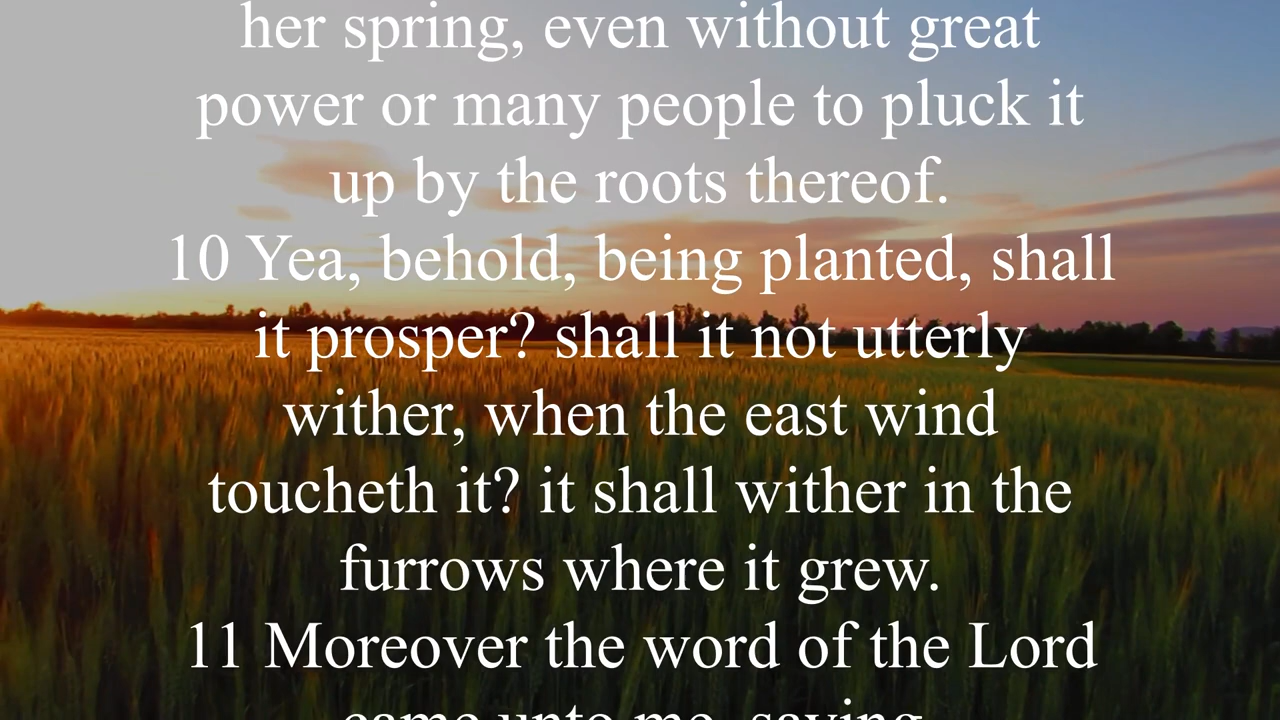 her spring, even without great
power or many people to pluck it
up by the roots thereof.
10 Yea, behold, being planted, shall
it prosper? shall it not utterly
wither, when the east wind
toucheth it? it shall wither in the
furrows where it grew.
11 Moreover the word of the Lord
came unto me, saying